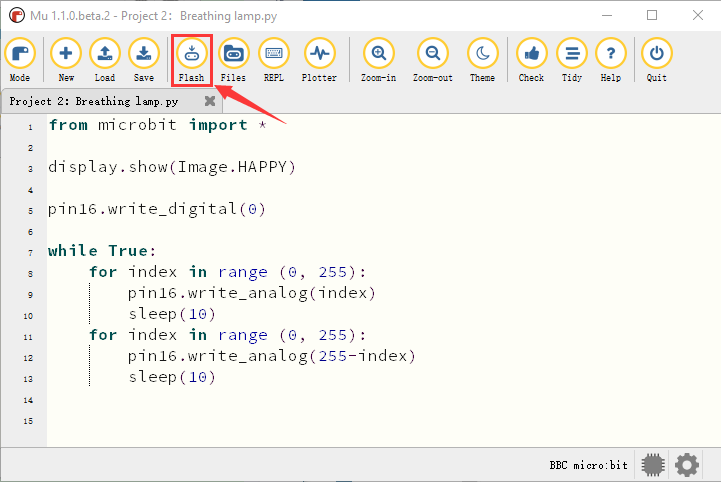 Mu 1.1.0.beta.2 - Project 2: Breathing lamp.py
Mode New Load Save Flash Files REPL Plotter Zoom-in Zoom-out Theme Check Tidy Help Quit
Project 2: Breathing lamp.py
1 from microbit import *
2
3 display.show(Image.HAPPY)
4
5 pin16.write_digital(0)
6
7 while True:
8 for index in range (0, 255):
9 pin16.write_analog(index)
10 sleep(10)
11 for index in range (0, 255):
12 pin16.write_analog(255-index)
13 sleep(10)
14
15
BBC micro:bit